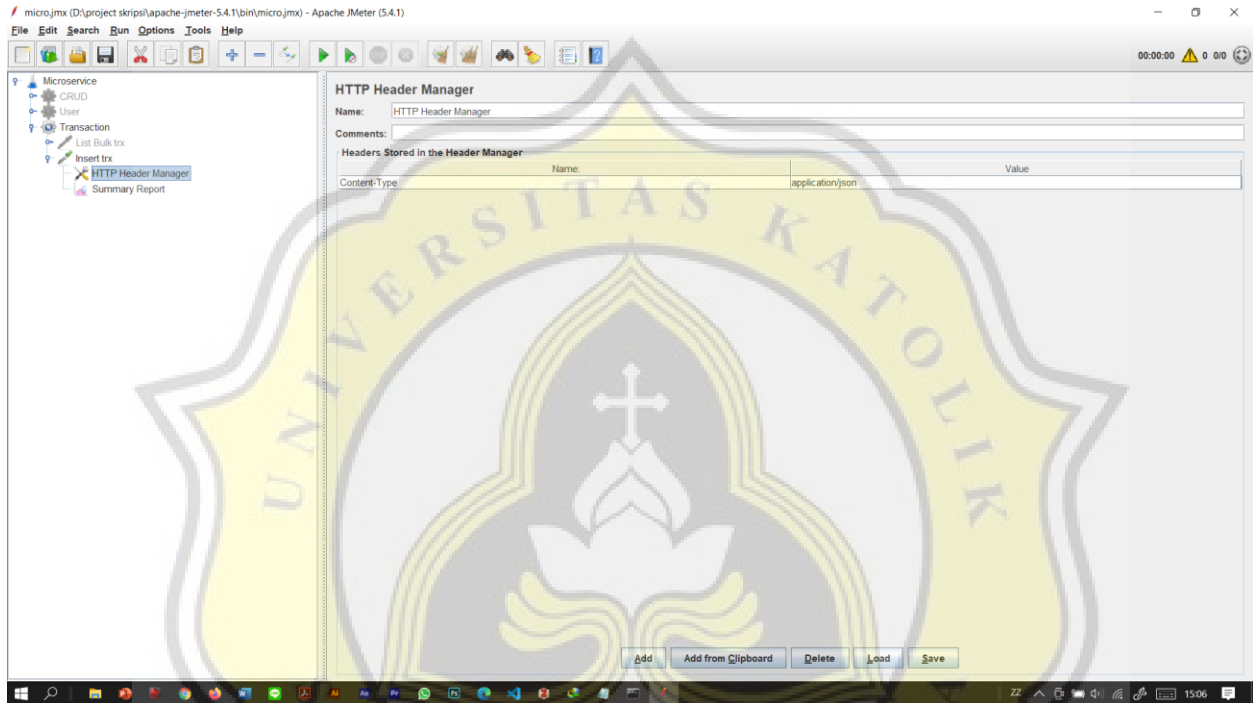 micro.jmx (D:\project skripsi\apache-jmeter-5.4.1\bin\micro.jmx) - Apache JMeter (5.4.1)
File Edit Search Run Options Tools Help
00:00:00 0 0/0
Microservice
CRUD
User
Transaction
List Bulk trx
Insert trx
HTTP Header Manager
Summary Report
HTTP Header Manager
Name: HTTP Header Manager
Comments:
Headers Stored in the Header Manager
Name: Value
Content-Type application/json
UNIVERSITAS KATOLIK
Add Add from Clipboard Delete Load Save
ZZ 15:06